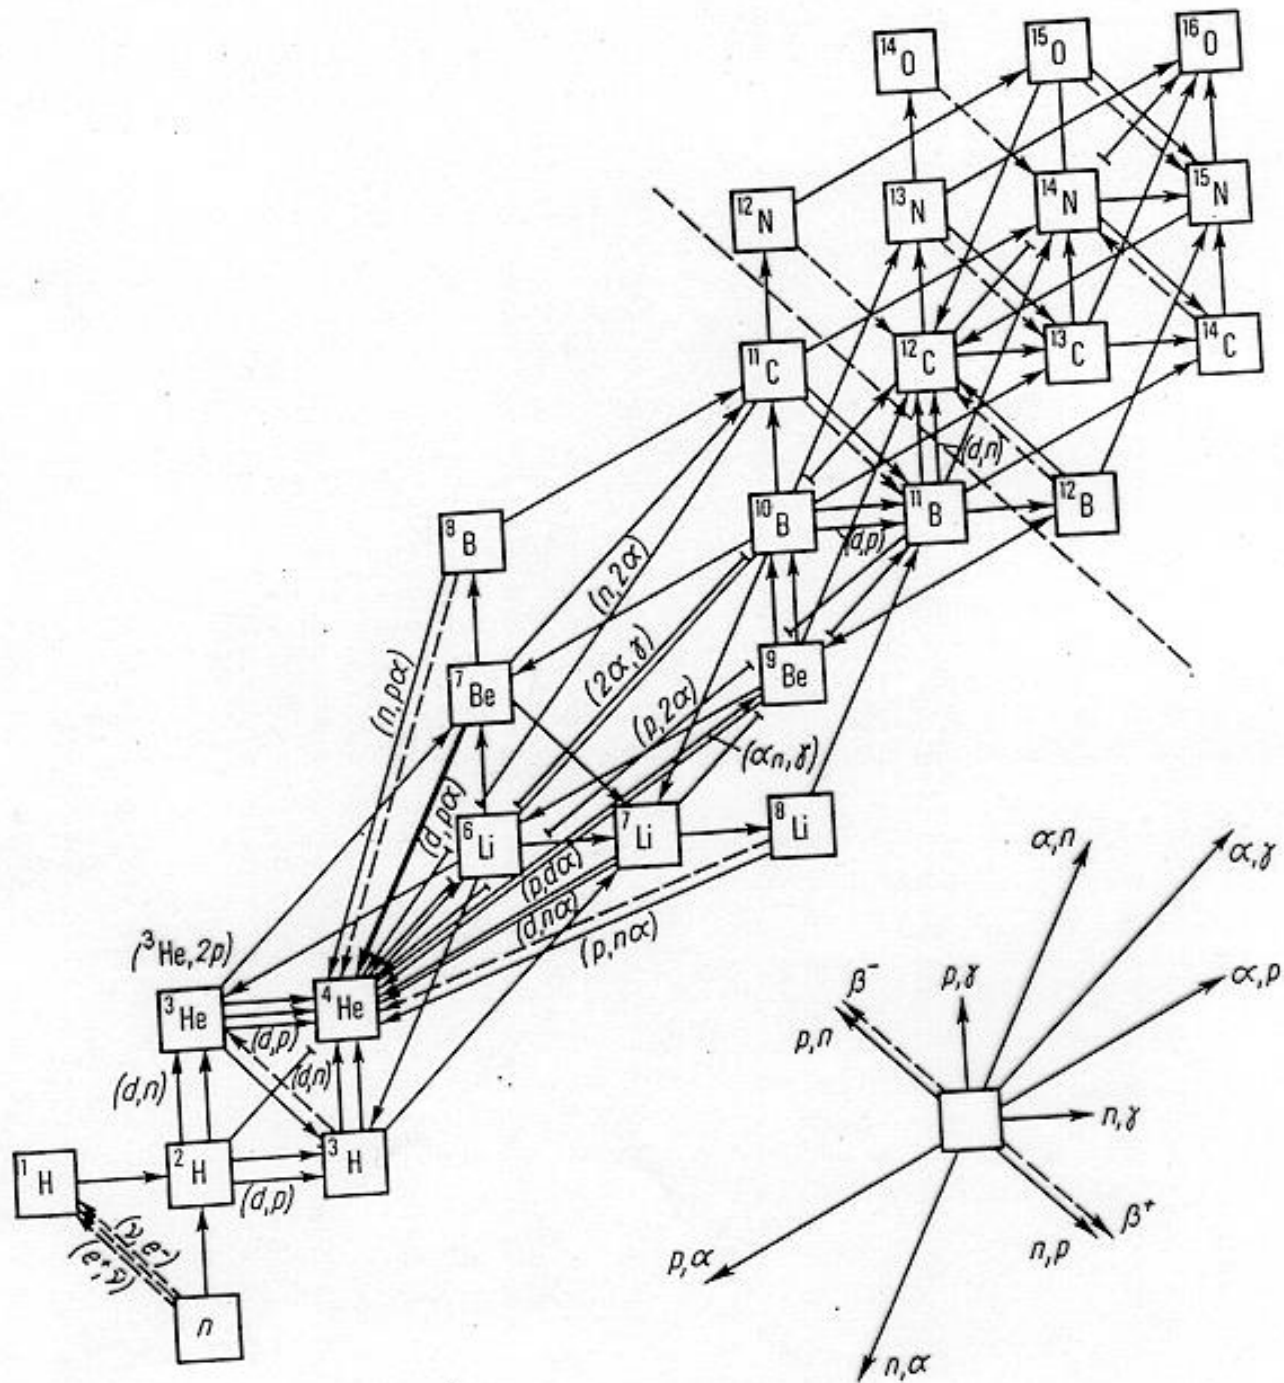 ¹⁴O
¹⁵O
¹⁶O
¹²N
¹³N
¹⁴N
¹⁵N
¹¹C
¹²C
¹³C
¹⁴C
(d,n)
⁸B
¹⁰B
¹¹B
¹²B
(d,p)
(n,2α)
(n,pα)
(2α,γ)
⁷Be
⁹Be
(p,2α)
(αn,γ)
(d,pα)
⁶Li
⁷Li
⁸Li
(p,dα)
(d,nα)
(p,nα)
(³He,2p)
³He
⁴He
(d,p)
(d,n)
(d,n)
¹H
²H
³H
(d,p)
(ν,e⁻)
(e⁺,ν̃)
n
α,n
α,γ
α,p
p,γ
β⁻
p,n
n,γ
β⁺
n,p
p,α
n,α